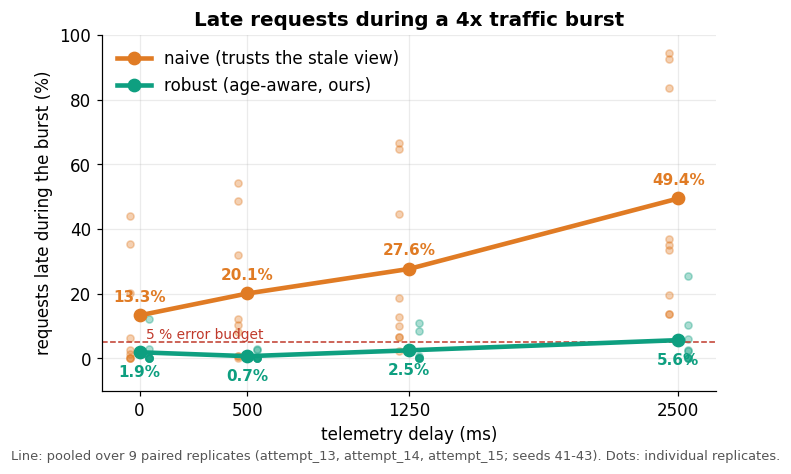 Late requests during a 4x traffic burst
naive (trusts the stale view)
robust (age-aware, ours)
requests late during the burst (%)
100
80
60
40
20
0
13.3%
20.1%
27.6%
49.4%
5 % error budget
1.9%
0.7%
2.5%
5.6%
0
500
1250
2500
telemetry delay (ms)
Line: pooled over 9 paired replicates (attempt_13, attempt_14, attempt_15; seeds 41-43). Dots: individual replicates.